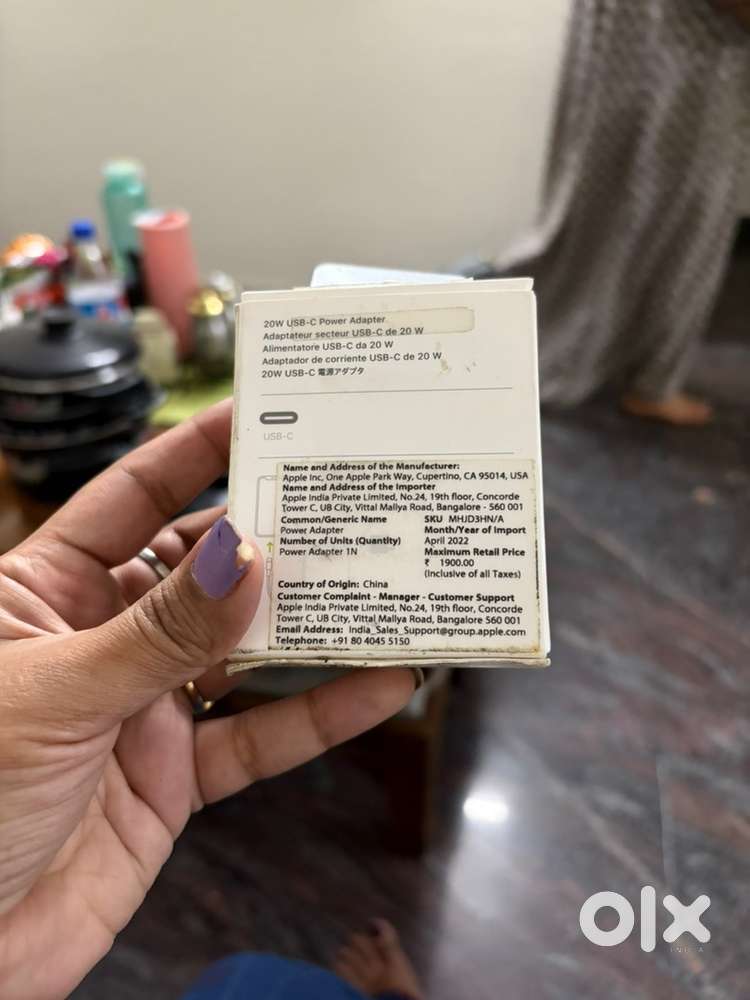 20W USB-C Power Adapter
Adaptateur secteur USB-C de 20 W
Alimentatore USB-C da 20 W
Adaptador de corriente USB-C de 20 W
20W USB-C 電源アダプタ
USB-C
Name and Address of the Manufacturer:
Apple Inc, One Apple Park Way, Cupertino, CA 95014, USA
Name and Address of the Importer
Apple India Private Limited, No.24, 19th floor, Concorde
Tower C, UB City, Vittal Mallya Road, Bangalore - 560 001
Common/Generic Name SKU MHJD3HN/A
Power Adapter Month/Year of Import
Number of Units (Quantity) April 2022
Power Adapter 1N Maximum Retail Price
₹ 1900.00
(Inclusive of all Taxes)
Country of Origin: China
Customer Complaint - Manager - Customer Support
Apple India Private Limited, No.24, 19th floor, Concorde
Tower C, UB City, Vittal Mallya Road, Bangalore 560 001
Email Address: India_Sales_Support@group.apple.com
Telephone: +91 80 4045 5150
olx
INDIA